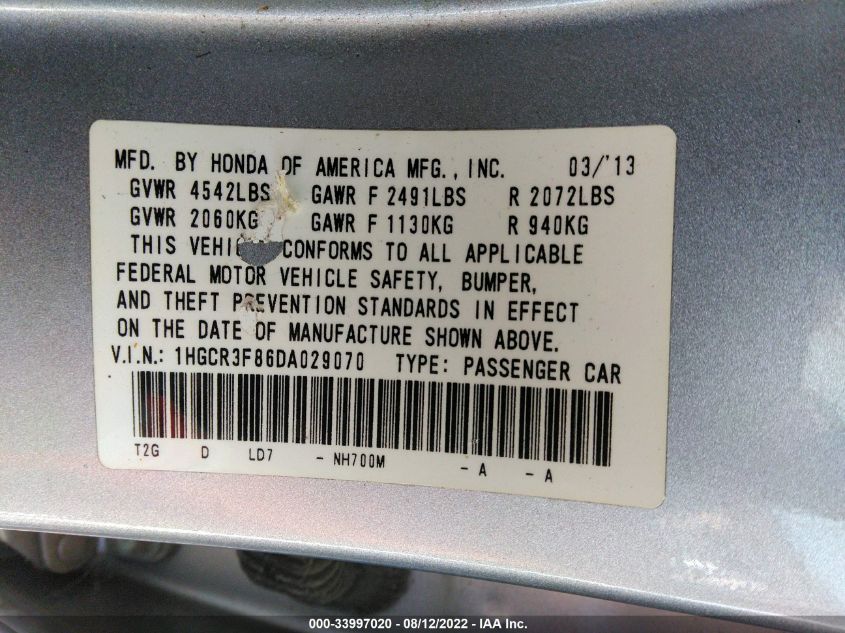 MFD. BY HONDA OF AMERICA MFG., INC. 03/'13
GVWR 4542LBS GAWR F 2491LBS R 2072LBS
GVWR 2060KG GAWR F 1130KG R 940KG
THIS VEHI CONFORMS TO ALL APPLICABLE
FEDERAL MOTOR VEHICLE SAFETY, BUMPER,
AND THEFT PREVENTION STANDARDS IN EFFECT
ON THE DATE OF MANUFACTURE SHOWN ABOVE.
V.I.N.: 1HGCR3F86DA029070 TYPE: PASSENGER CAR
T2G D LD7 - NH700M - A - A
000-33997020 - 08/12/2022 - IAA Inc.